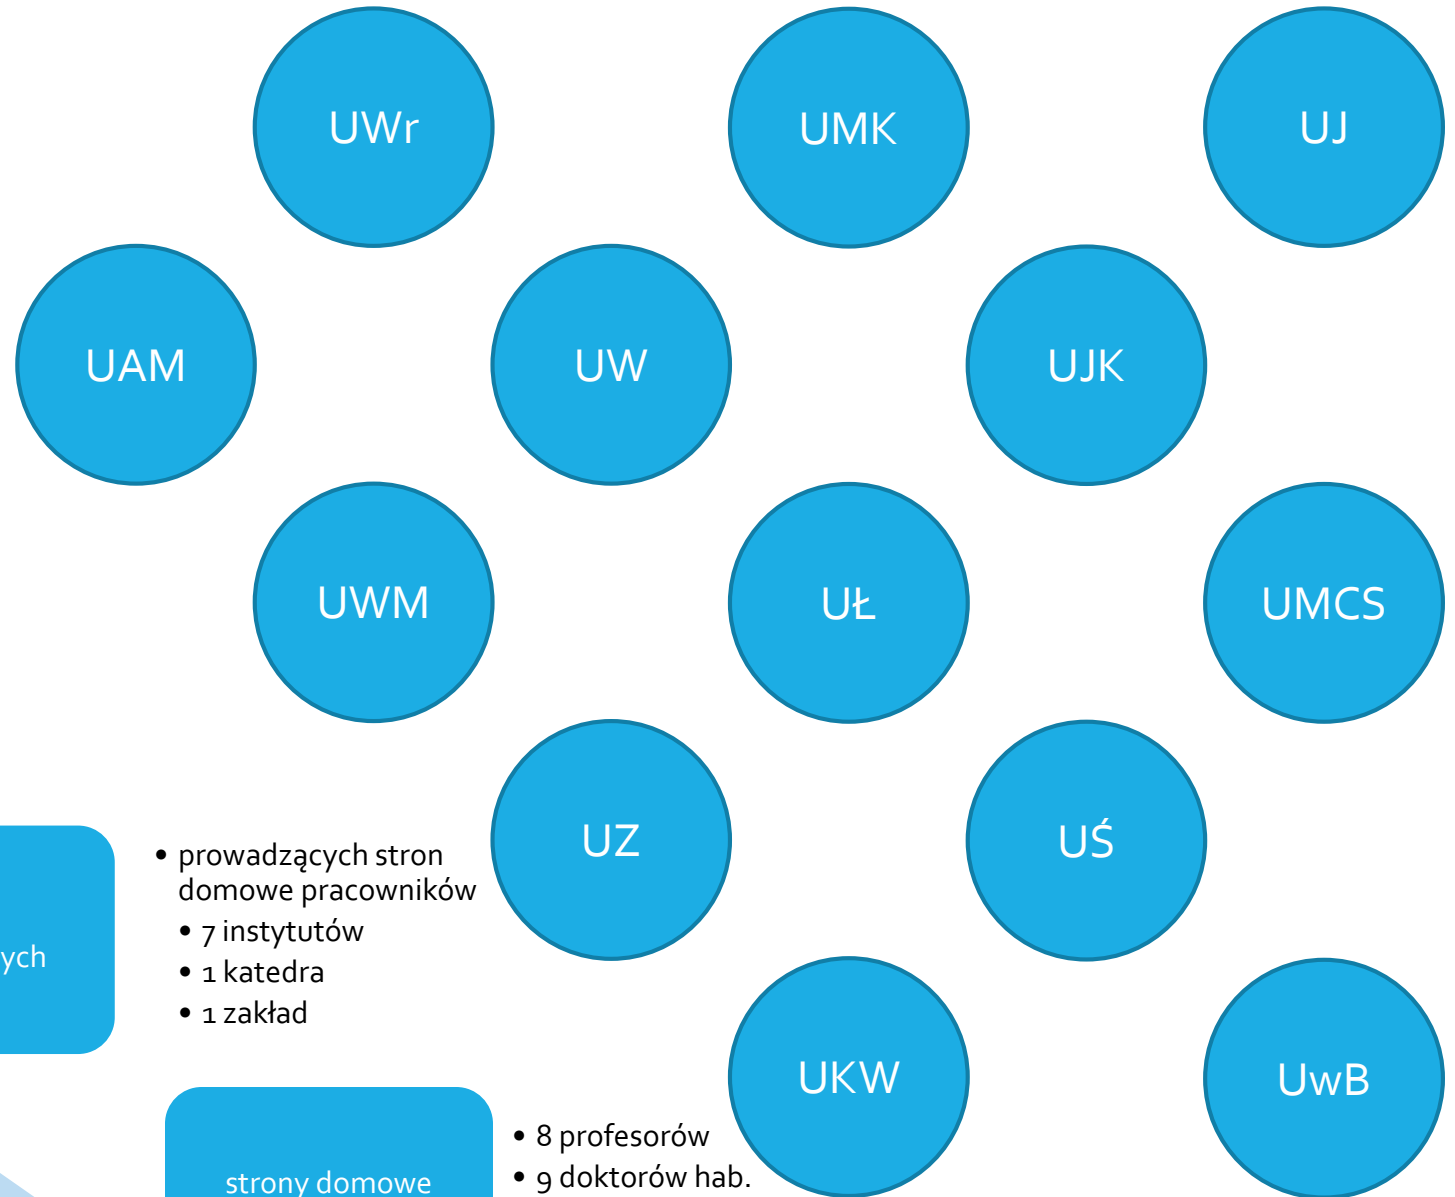 UWr
UMK
UJ
UAM
UW
UJK
UWM
UŁ
UMCS
UZ
UŚ
ych
• prowadzących stron
domowe pracowników
• 7 instytutów
• 1 katedra
• 1 zakład
UKW
UwB
strony domowe
• 8 profesorów
• 9 doktorów hab.